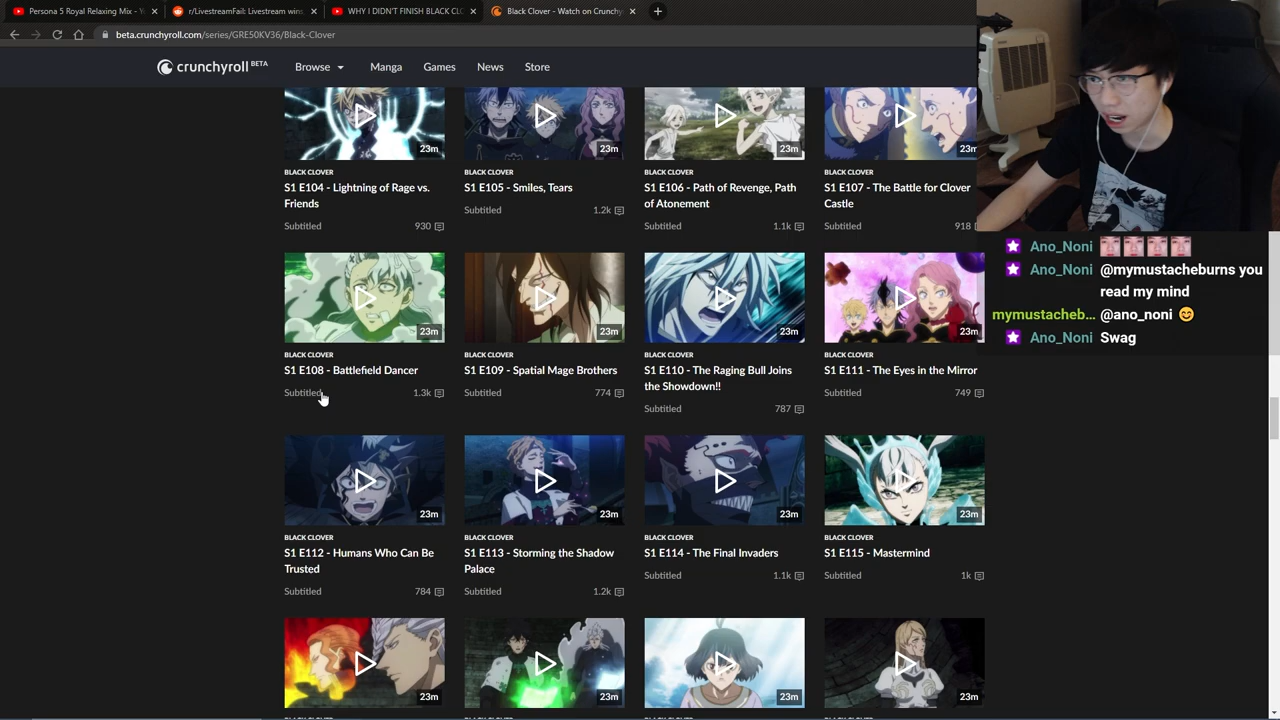 Persona 5 Royal Relaxing Mix - Y
r/LivestreamFail: Livestream wins,
WHY I DIDN'T FINISH BLACK CLO
Black Clover - Watch on Crunchy
beta.crunchyroll.com/series/GRE50KV36/Black-Clover
crunchyroll BETA
Browse
Manga
Games
News
Store
23m
23m
23m
23m
BLACK CLOVER
BLACK CLOVER
BLACK CLOVER
BLACK CLOVER
S1 E104 - Lightning of Rage vs.
Friends
S1 E105 - Smiles, Tears
S1 E106 - Path of Revenge, Path
of Atonement
S1 E107 - The Battle for Clover
Castle
Subtitled 930
Subtitled 1.2k
Subtitled 1.1k
Subtitled 918
Ano_Noni
Ano_Noni @mymustacheburns you
read my mind
mymustacheb... @ano_noni
Ano_Noni Swag
23m
23m
23m
23m
BLACK CLOVER
BLACK CLOVER
BLACK CLOVER
BLACK CLOVER
S1 E108 - Battlefield Dancer
S1 E109 - Spatial Mage Brothers
S1 E110 - The Raging Bull Joins
the Showdown!!
S1 E111 - The Eyes in the Mirror
Subtitled 1.3k
Subtitled 774
Subtitled 787
Subtitled 749
23m
23m
23m
23m
BLACK CLOVER
BLACK CLOVER
BLACK CLOVER
BLACK CLOVER
S1 E112 - Humans Who Can Be
Trusted
S1 E113 - Storming the Shadow
Palace
S1 E114 - The Final Invaders
S1 E115 - Mastermind
Subtitled 784
Subtitled 1.2k
Subtitled 1.1k
Subtitled 1k
23m
23m
23m
23m